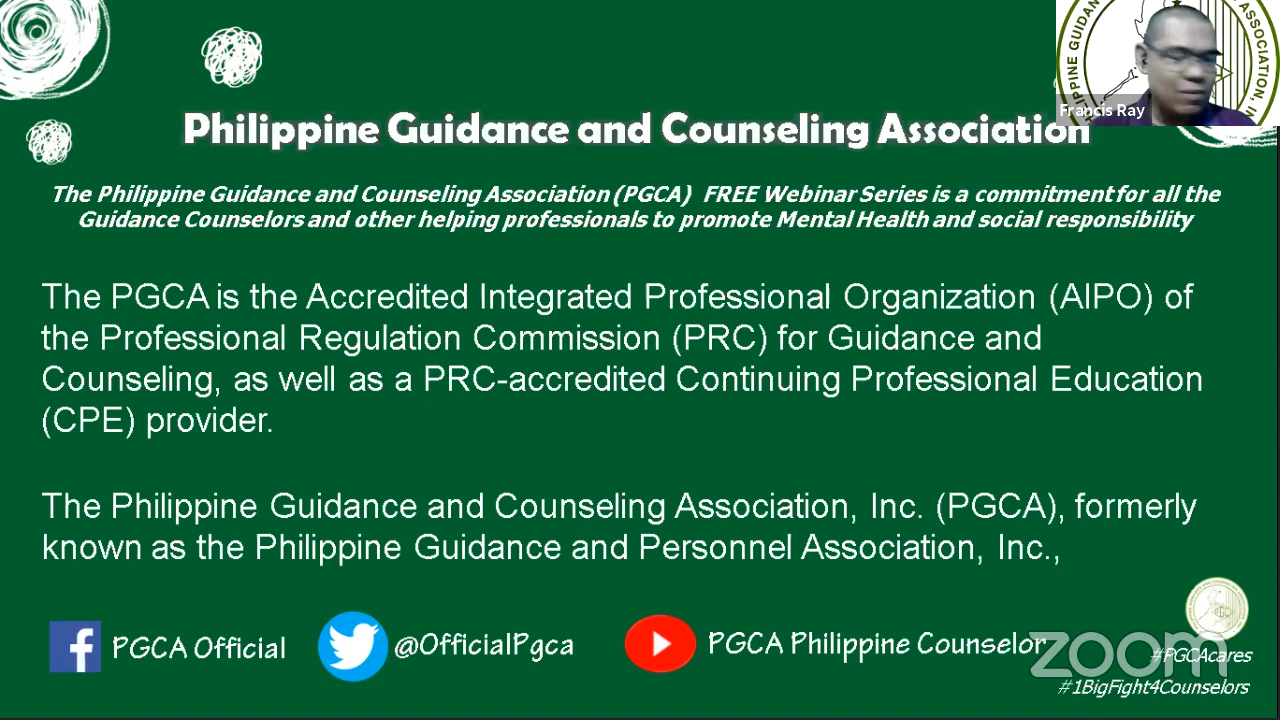 PHILIPPINE GUIDANCE
ASSOCIATION, IN
Francis Ray
Philippine Guidance and Counseling Association
The Philippine Guidance and Counseling Association (PGCA) FREE Webinar Series is a commitment for all the
Guidance Counselors and other helping professionals to promote Mental Health and social responsibility
The PGCA is the Accredited Integrated Professional Organization (AIPO) of
the Professional Regulation Commission (PRC) for Guidance and
Counseling, as well as a PRC-accredited Continuing Professional Education
(CPE) provider.
The Philippine Guidance and Counseling Association, Inc. (PGCA), formerly
known as the Philippine Guidance and Personnel Association, Inc.,
PGCA Official
@OfficialPgca
PGCA Philippine Counselor
zoom
#PGCAcares
#1BigFight4Counselors